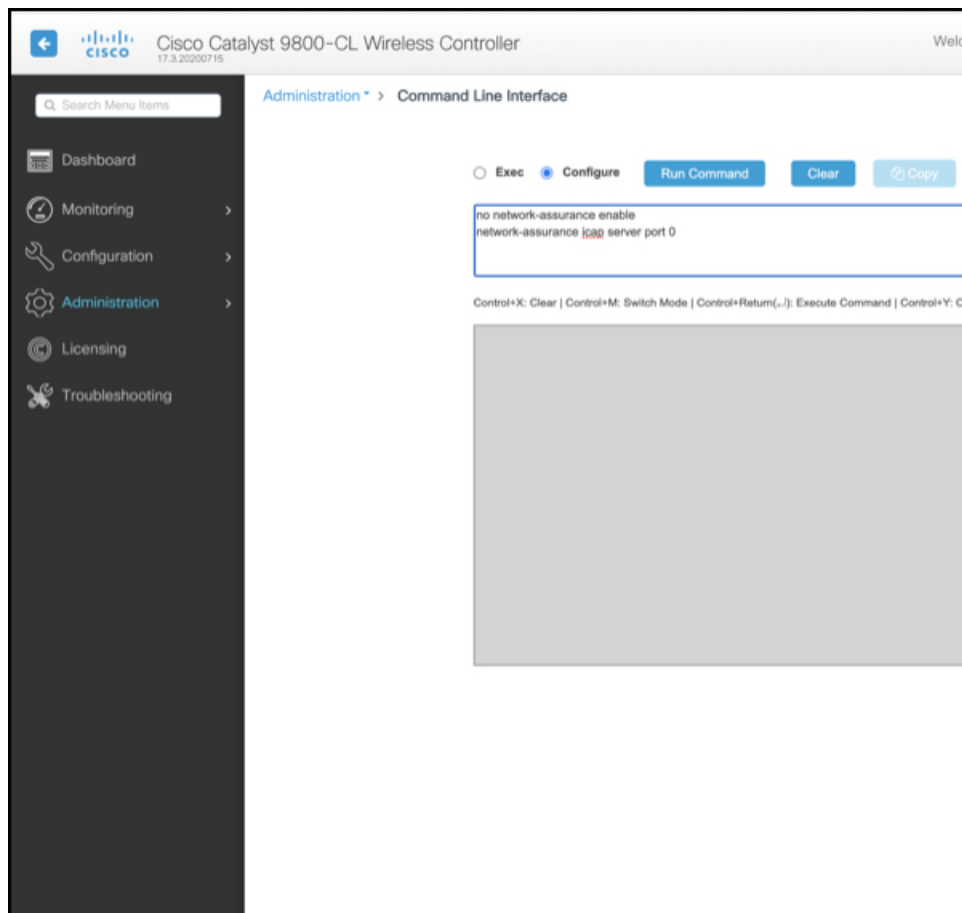 cisco
Cisco Catalyst 9800-CL Wireless Controller
17.3.20200715
Welc
Search Menu Items
Administration >
Command Line Interface
Dashboard
Exec
Configure
Run Command
Clear
Copy
Monitoring >
no network-assurance enable
network-assurance icap server port 0
Configuration >
Administration >
Control+X: Clear | Control+M: Switch Mode | Control+Return(↵): Execute Command | Control+Y: C
Licensing
Troubleshooting